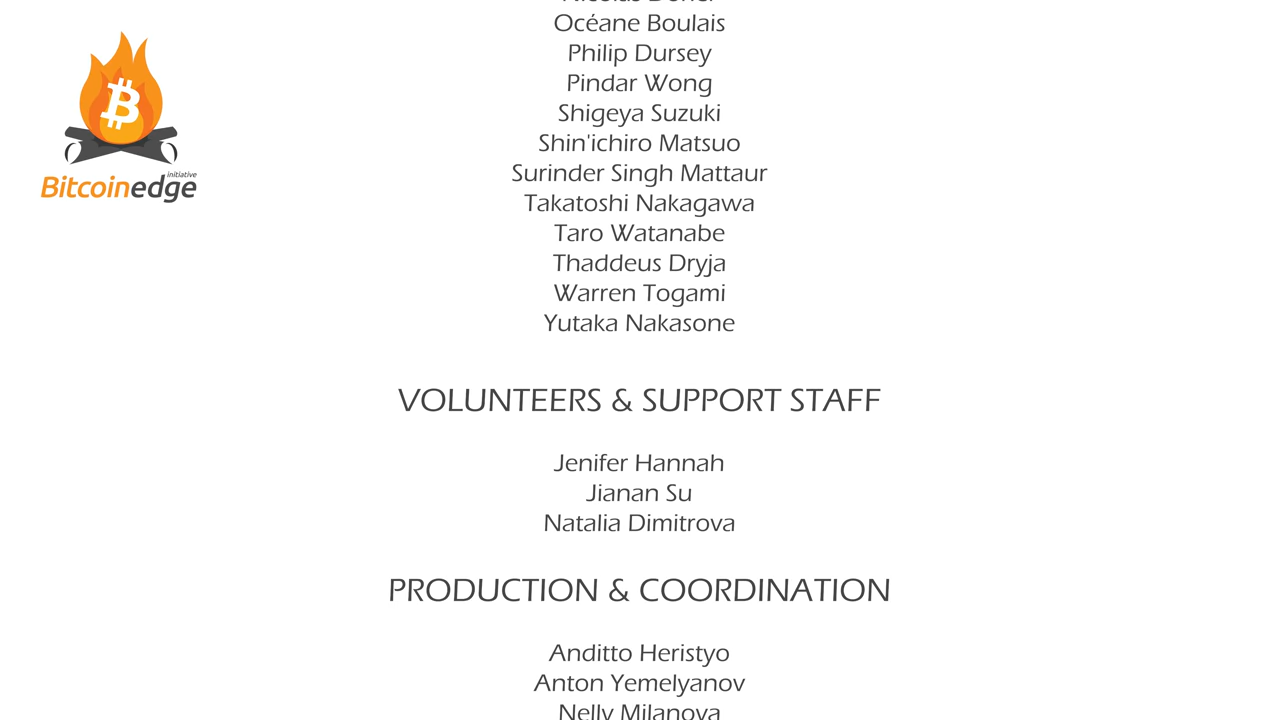 initiative
Bitcoinedge
Océane Boulais
Philip Dursey
Pindar Wong
Shigeya Suzuki
Shin'ichiro Matsuo
Surinder Singh Mattaur
Takatoshi Nakagawa
Taro Watanabe
Thaddeus Dryja
Warren Togami
Yutaka Nakasone
VOLUNTEERS & SUPPORT STAFF
Jenifer Hannah
Jianan Su
Natalia Dimitrova
PRODUCTION & COORDINATION
Anditto Heristyo
Anton Yemelyanov
Nelly Milanova